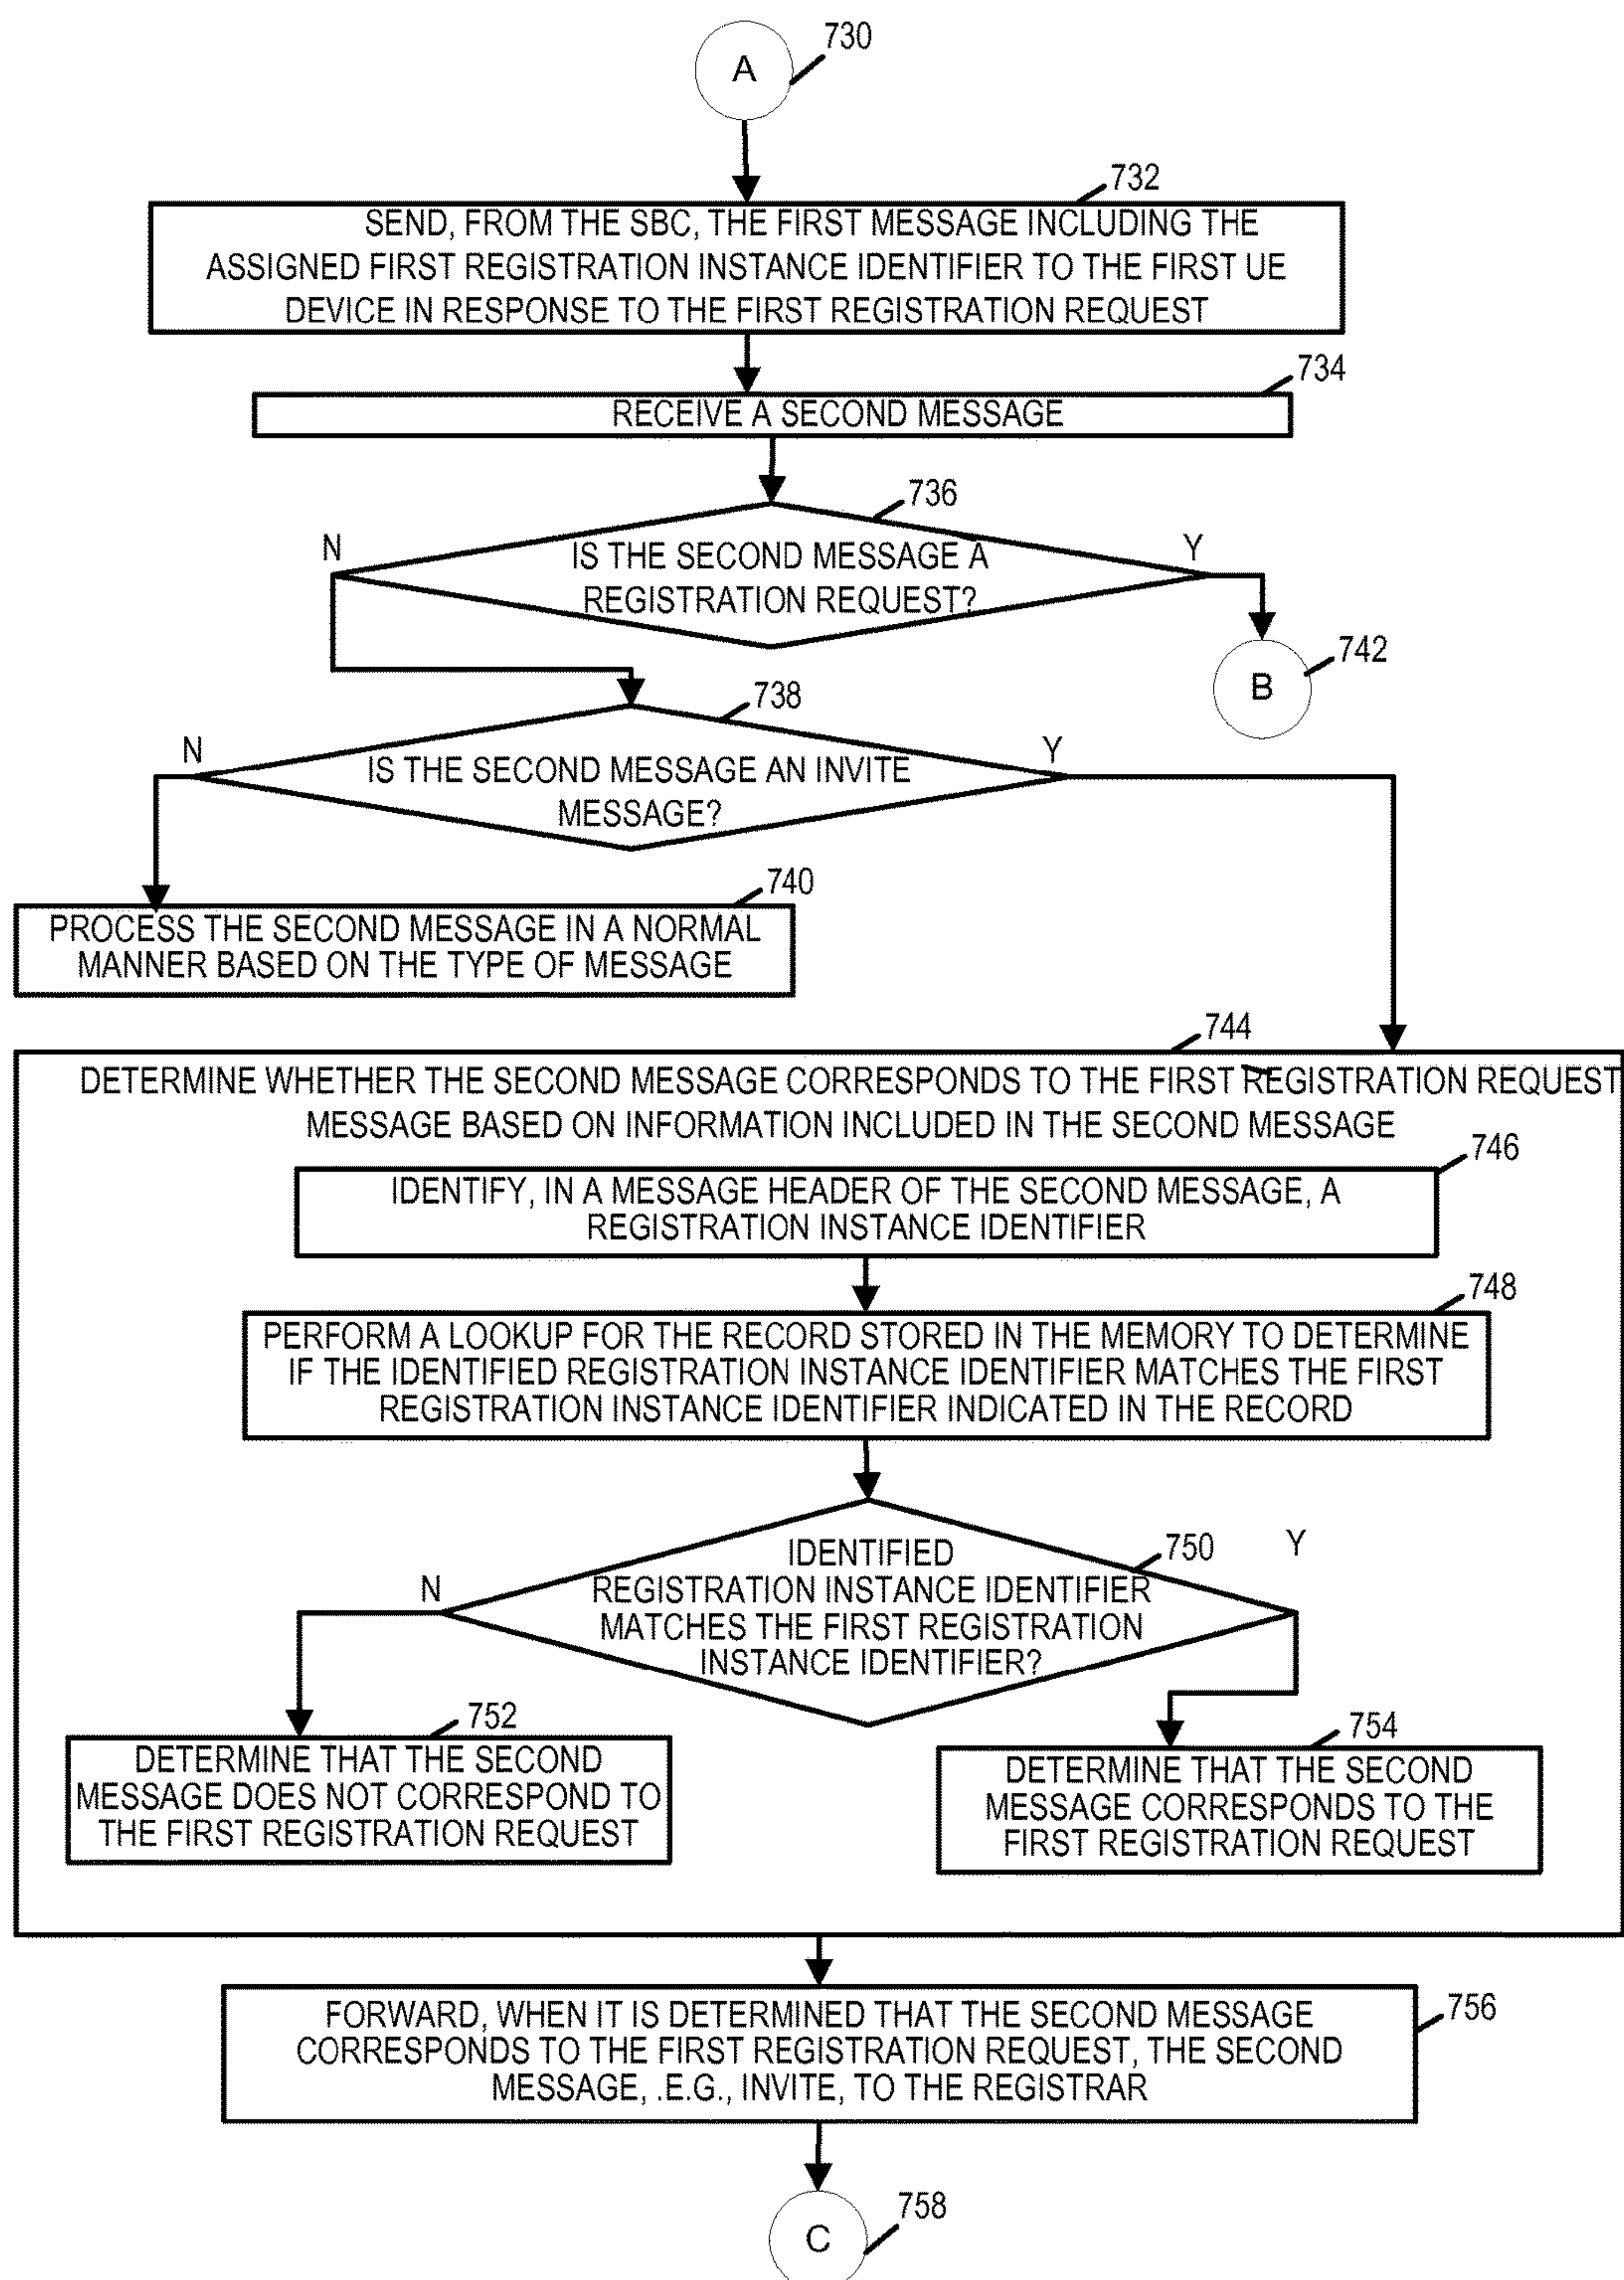 A
730
732
SEND, FROM THE SBC, THE FIRST MESSAGE INCLUDING THE
ASSIGNED FIRST REGISTRATION INSTANCE IDENTIFIER TO THE FIRST UE
DEVICE IN RESPONSE TO THE FIRST REGISTRATION REQUEST
734
RECEIVE A SECOND MESSAGE
736
N
Y
IS THE SECOND MESSAGE A
REGISTRATION REQUEST?
742
B
738
N
Y
IS THE SECOND MESSAGE AN INVITE
MESSAGE?
740
PROCESS THE SECOND MESSAGE IN A NORMAL
MANNER BASED ON THE TYPE OF MESSAGE
744
DETERMINE WHETHER THE SECOND MESSAGE CORRESPONDS TO THE FIRST REGISTRATION REQUEST
MESSAGE BASED ON INFORMATION INCLUDED IN THE SECOND MESSAGE
746
IDENTIFY, IN A MESSAGE HEADER OF THE SECOND MESSAGE, A
REGISTRATION INSTANCE IDENTIFIER
748
PERFORM A LOOKUP FOR THE RECORD STORED IN THE MEMORY TO DETERMINE
IF THE IDENTIFIED REGISTRATION INSTANCE IDENTIFIER MATCHES THE FIRST
REGISTRATION INSTANCE IDENTIFIER INDICATED IN THE RECORD
750
Y
N
IDENTIFIED
REGISTRATION INSTANCE IDENTIFIER
MATCHES THE FIRST REGISTRATION
INSTANCE IDENTIFIER?
752
DETERMINE THAT THE SECOND
MESSAGE DOES NOT CORRESPOND TO
THE FIRST REGISTRATION REQUEST
754
DETERMINE THAT THE SECOND
MESSAGE CORRESPONDS TO THE
FIRST REGISTRATION REQUEST
756
FORWARD, WHEN IT IS DETERMINED THAT THE SECOND MESSAGE
CORRESPONDS TO THE FIRST REGISTRATION REQUEST, THE SECOND
MESSAGE, .E.G., INVITE, TO THE REGISTRAR
758
C